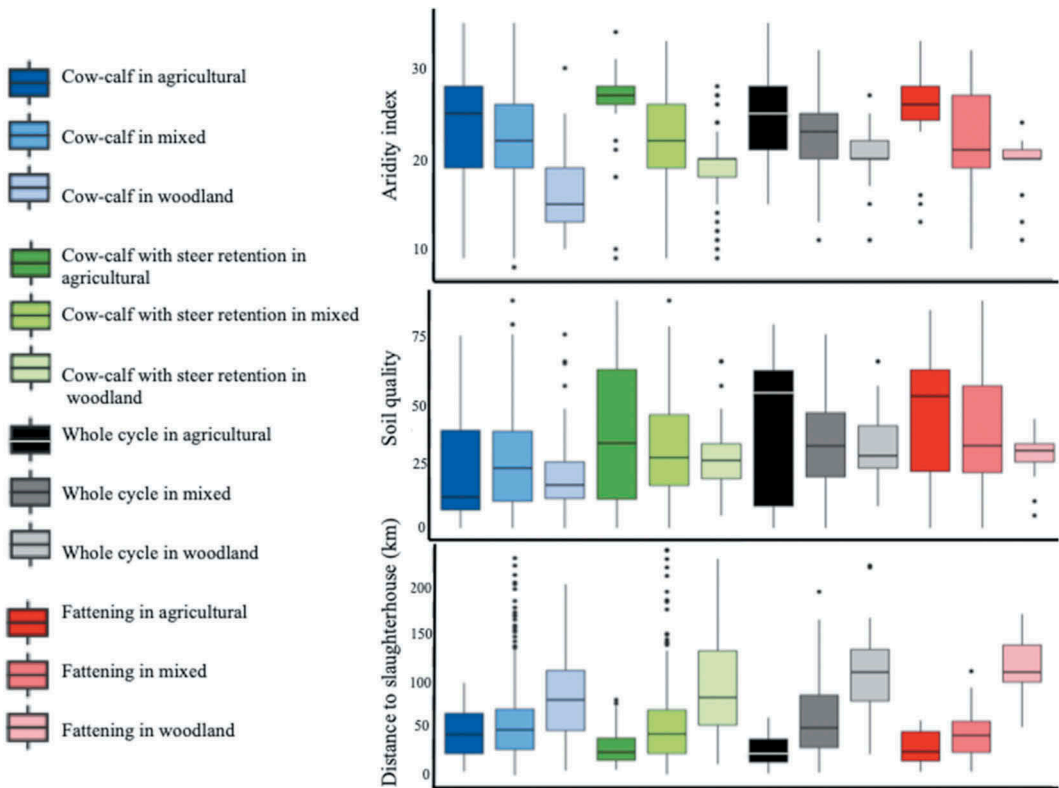 Cow-calf in agricultural
Cow-calf in mixed
Cow-calf in woodland
Cow-calf with steer retention in
agricultural
Cow-calf with steer retention in mixed
Cow-calf with steer retention in
woodland
Whole cycle in agricultural
Whole cycle in mixed
Whole cycle in woodland
Fattening in agricultural
Fattening in mixed
Fattening in woodland
Aridity index
30
20
10
Soil quality
75
50
25
0
Distance to slaughterhouse (km)
200
150
100
50
0